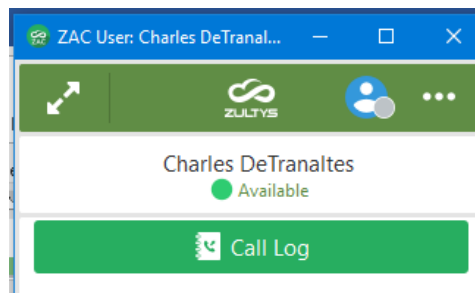 ZAC User: Charles DeTranal...
ZULTYS
Charles DeTranaltes
Available
Call Log